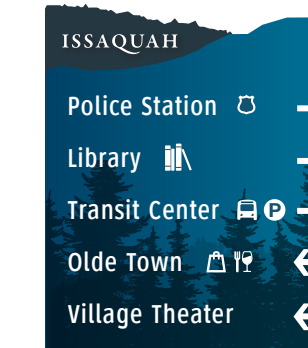 ISSAQUAH
Police Station
Library
Transit Center P
Olde Town
Village Theater